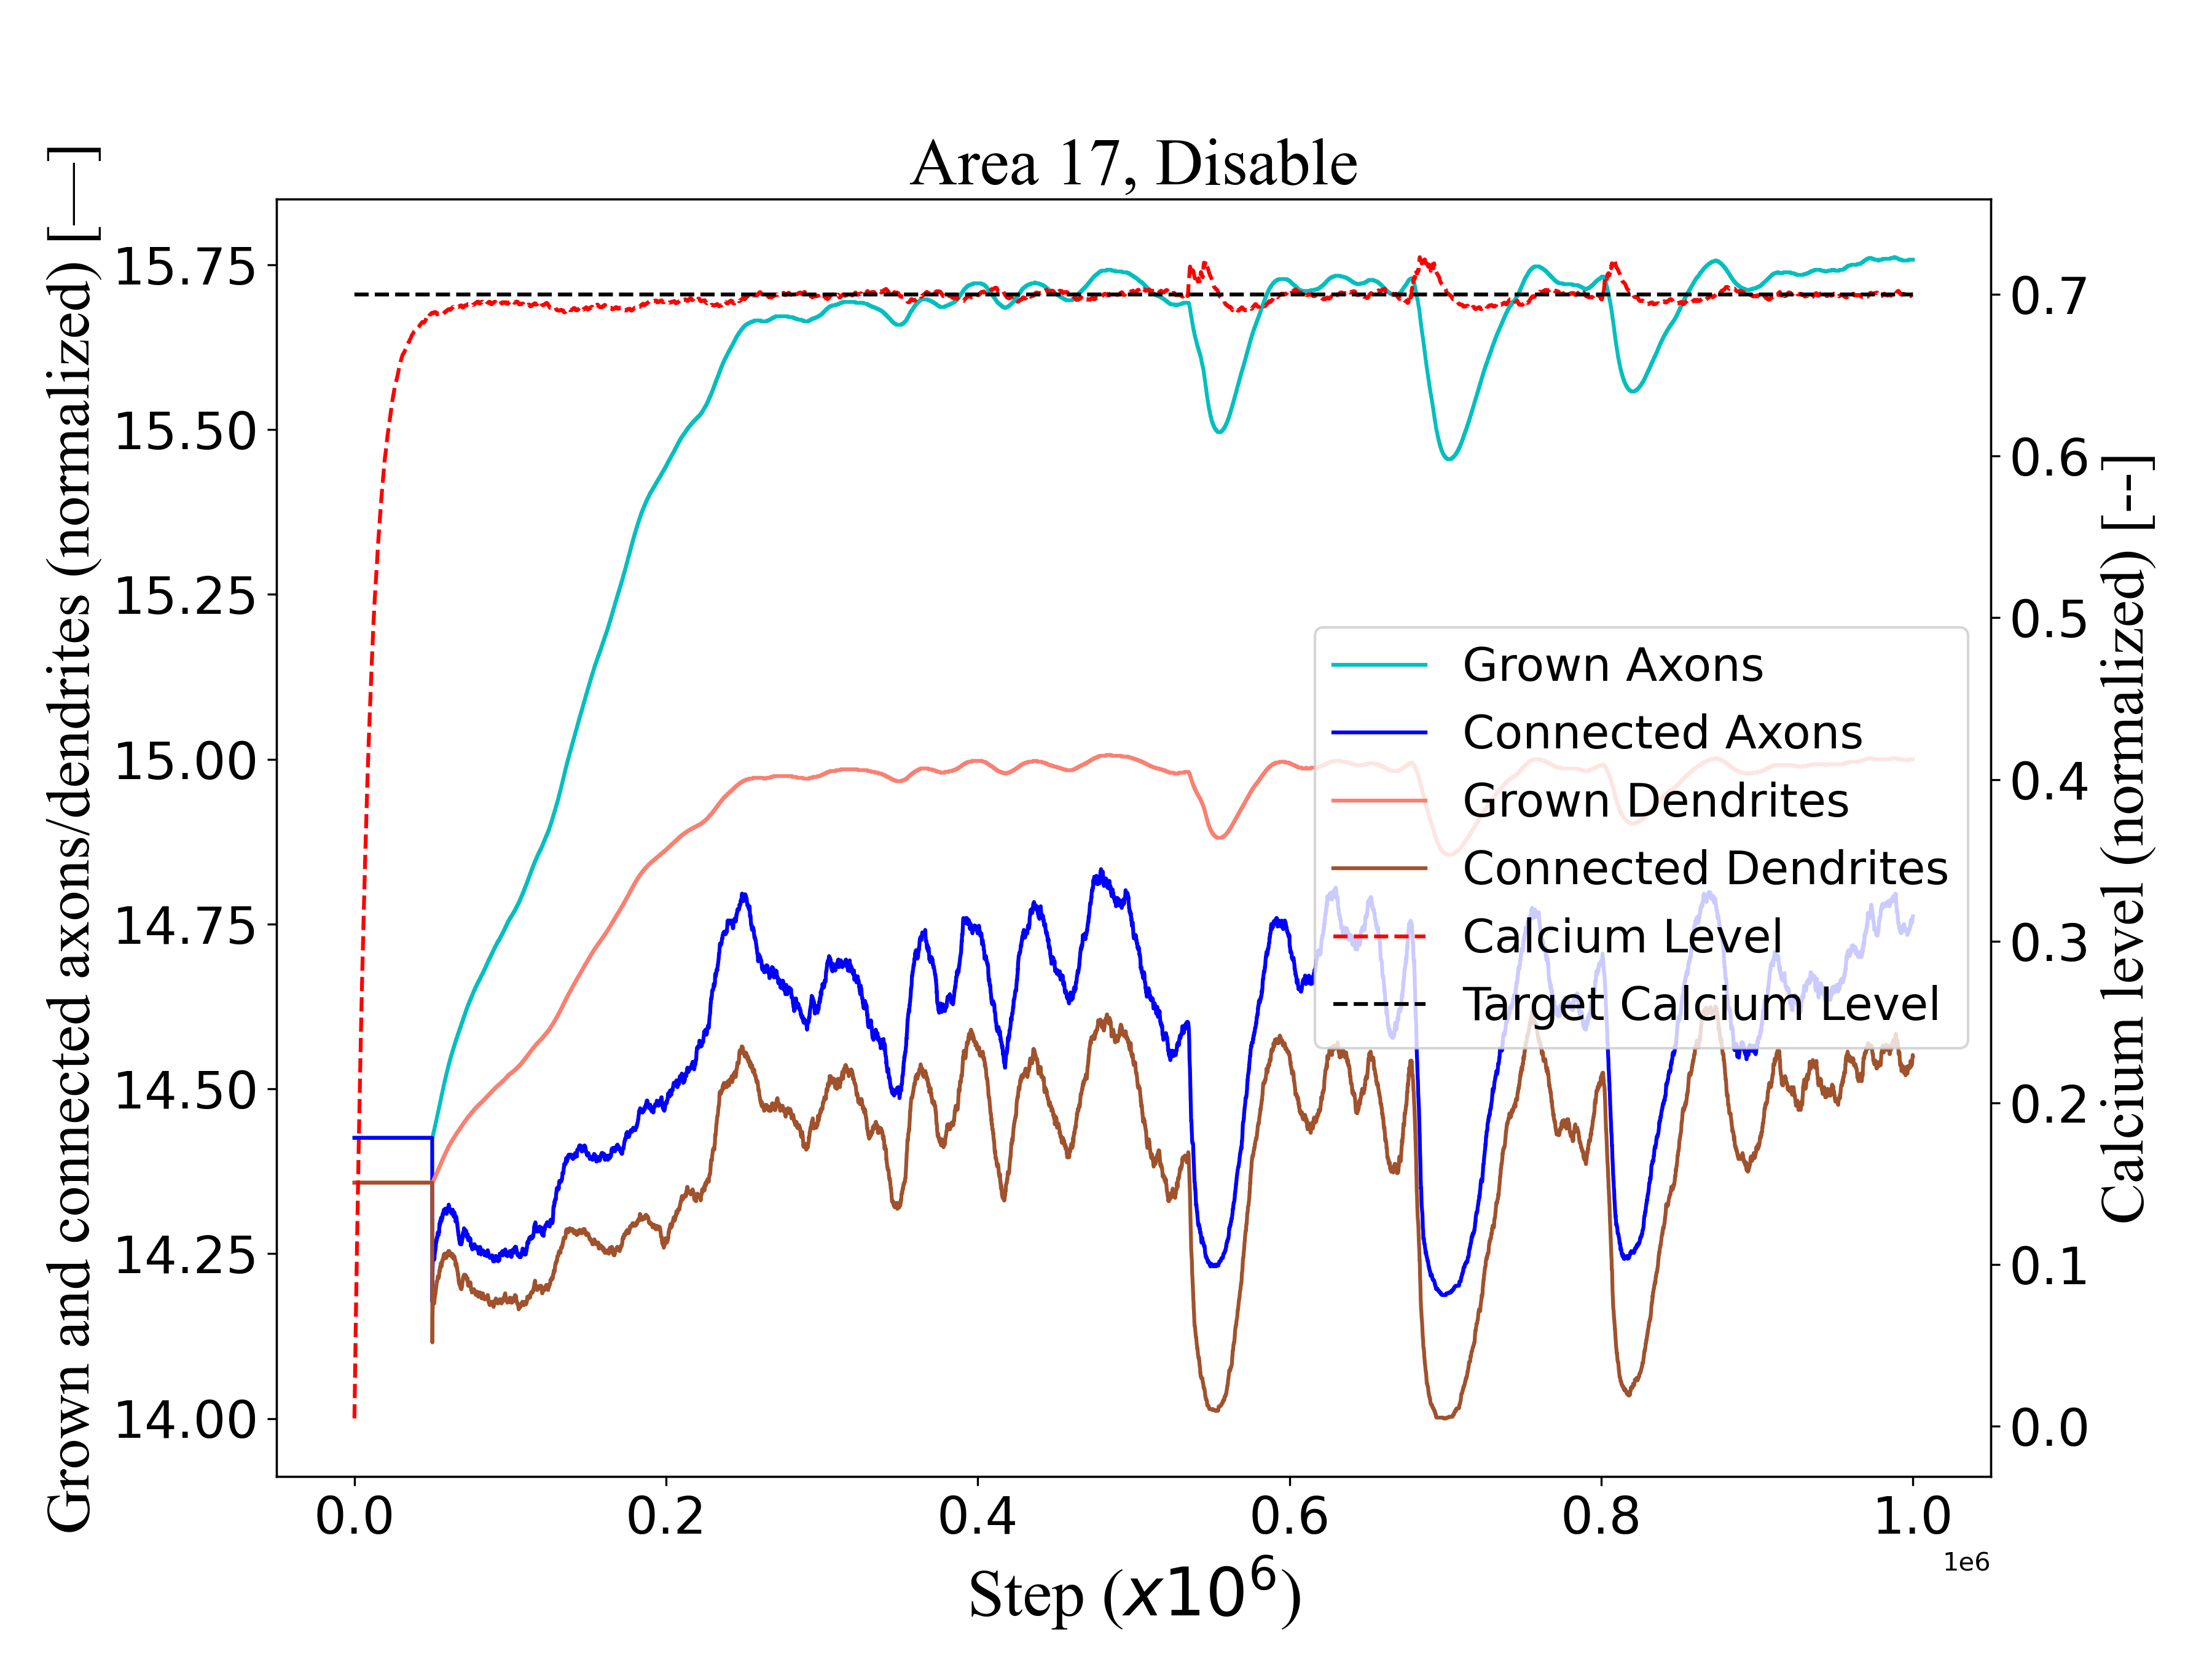 Area 17, Disable
Grown and connected axons/dendrites (normalized)) [—]
15.75
15.50
15.25
15.00
14.75
14.50
14.25
14.00
Grown Axons
Connected Axons
Grown Dendrites
Connected Dendrites
Calcium Level
Target Calcium Level
0.7
0.6
0.5
0.4
0.3
0.2
0.1
0.0
Calcium level (normalized) [--]
0.0 0.2 0.4 0.6 0.8 1.0
1e6
Step (x10⁶)